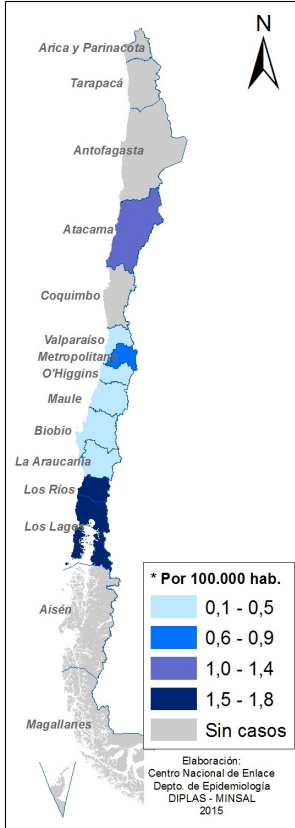 N
Arica y Parinacota
Tarapacá
Antofagasta
Atacama
Coquimbo
Valparaíso
Metropolitana
O'Higgins
Maule
Biobio
La Araucanía
Los Ríos
Los Lagos
Aisén
Magallanes
* Por 100.000 hab.
0,1 - 0,5
0,6 - 0,9
1,0 - 1,4
1,5 - 1,8
Sin casos
Elaboración:
Centro Nacional de Enlace
Depto. de Epidemiología
DIPLAS - MINSAL
2015